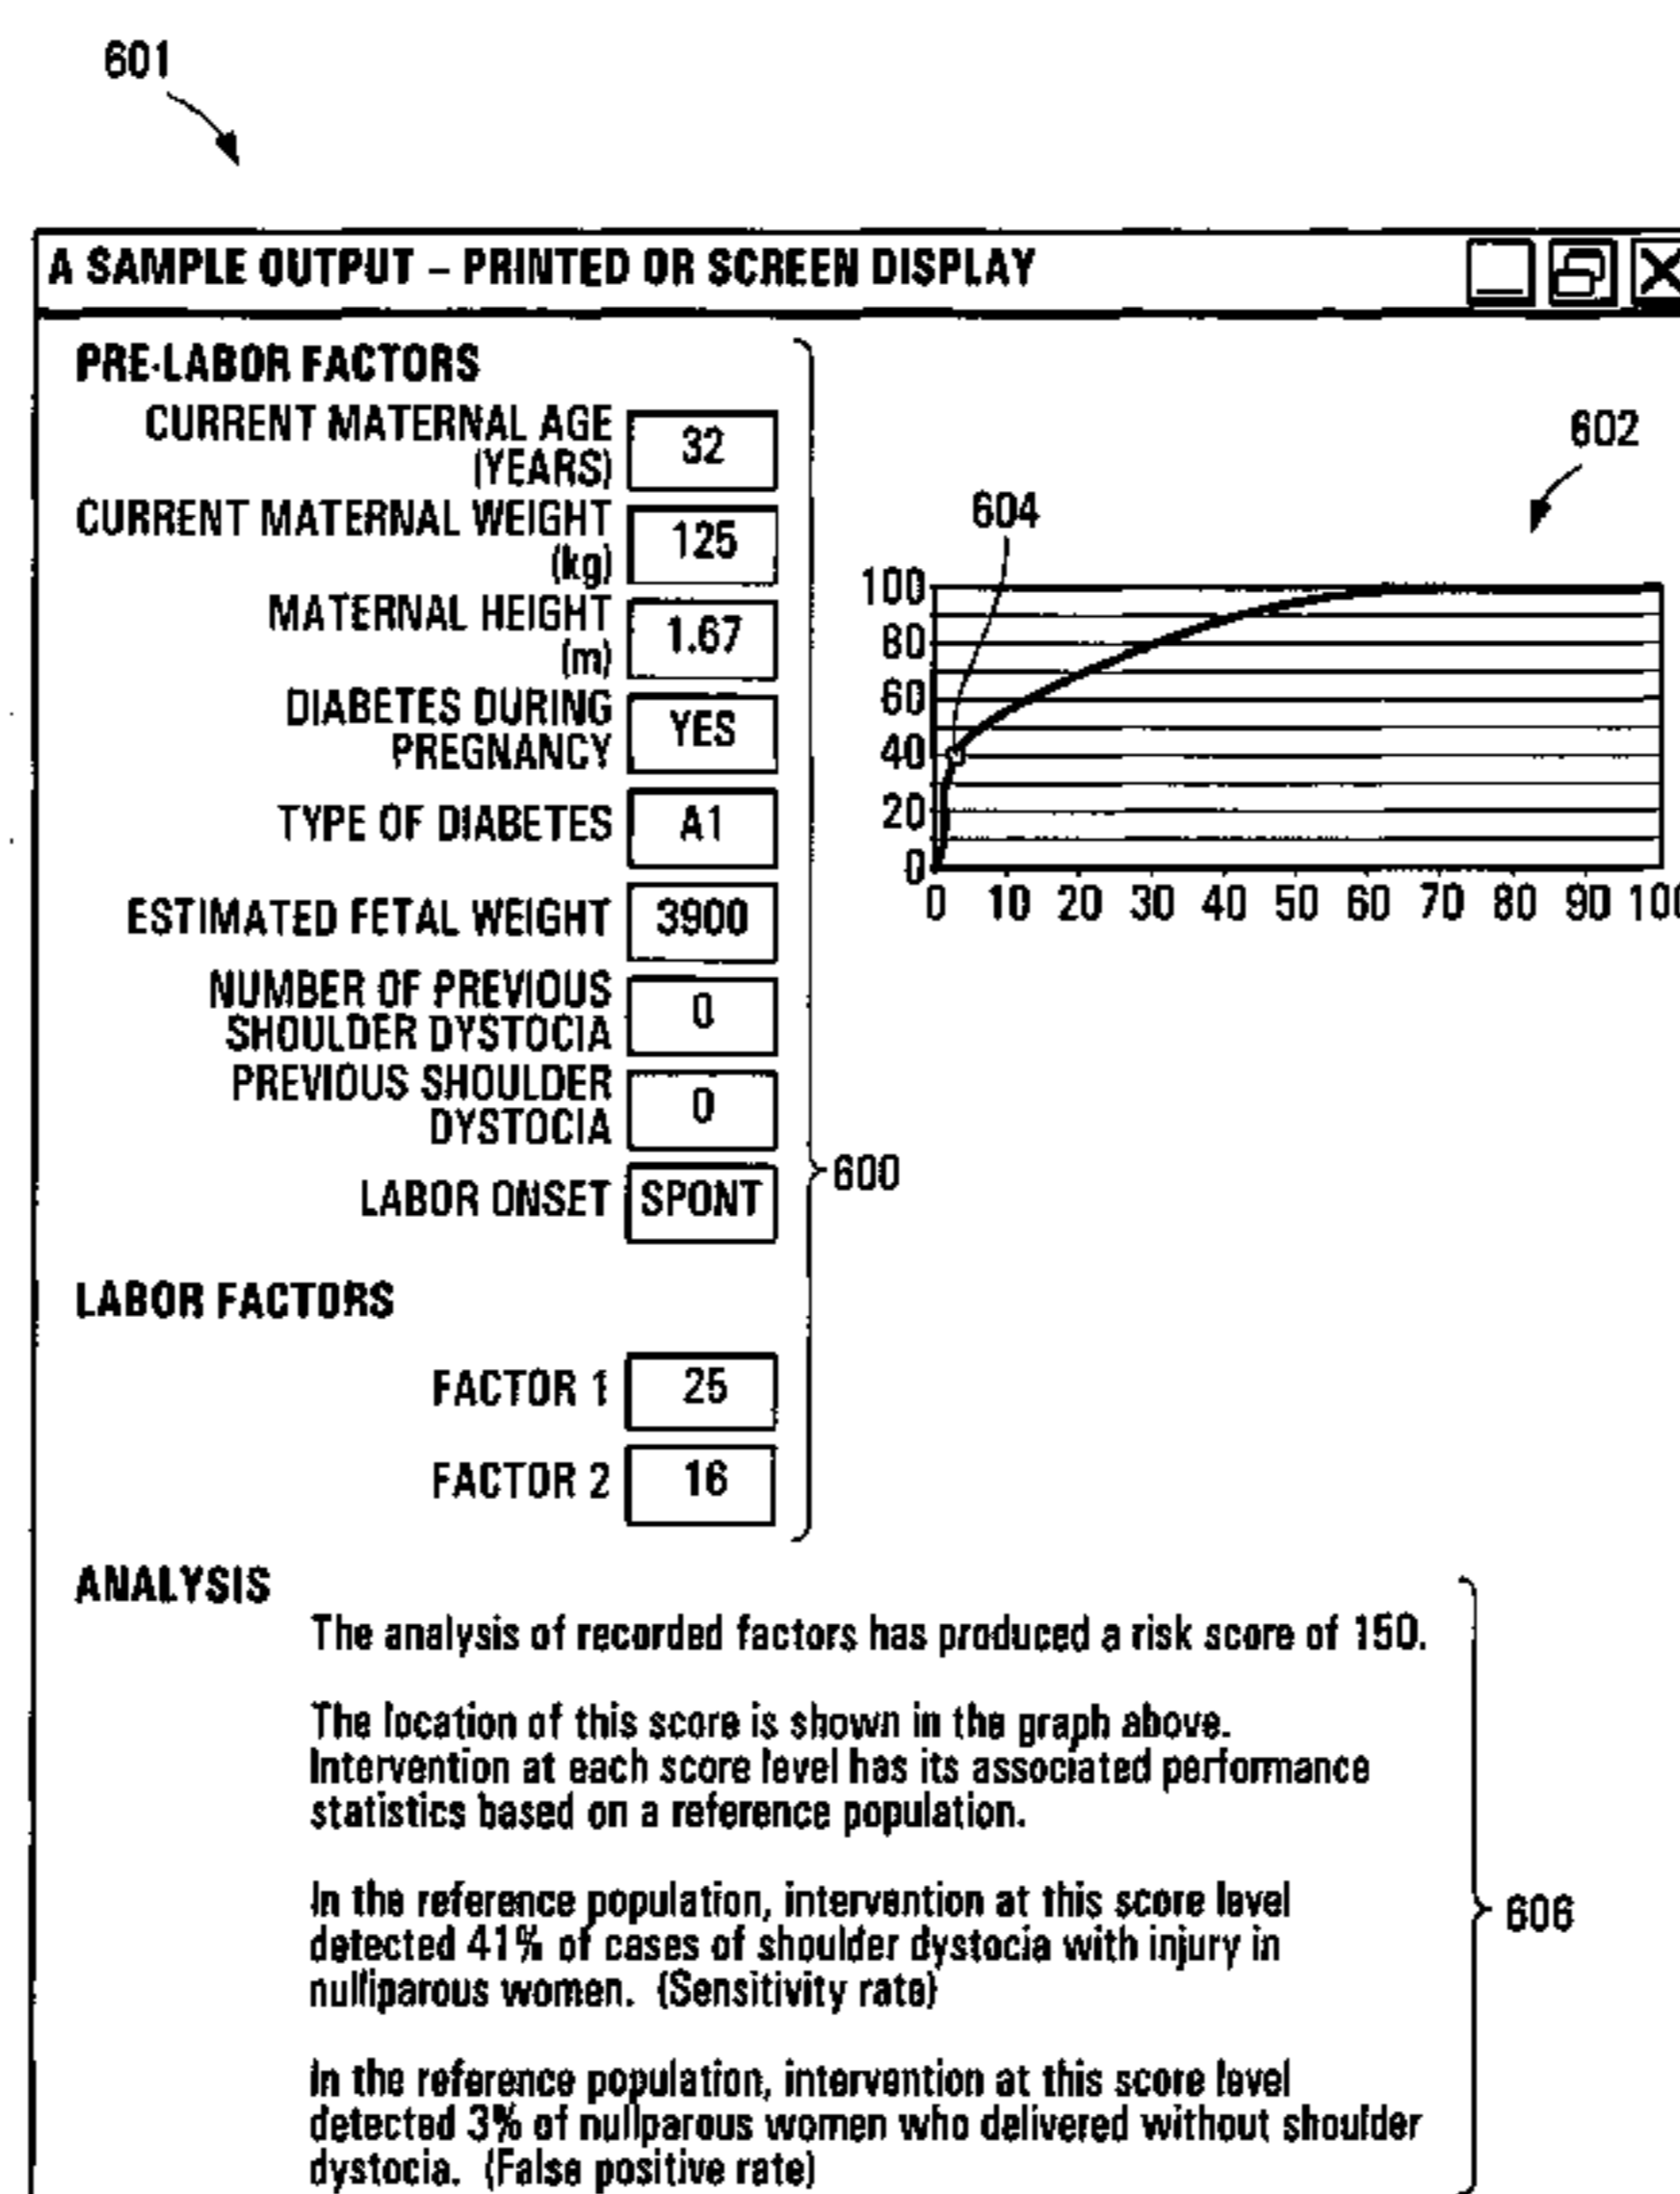 601
A SAMPLE OUTPUT – PRINTED OR SCREEN DISPLAY
PRE-LABOR FACTORS
CURRENT MATERNAL AGE
(YEARS)
32
CURRENT MATERNAL WEIGHT
(kg)
125
MATERNAL HEIGHT
(m)
1.67
DIABETES DURING
PREGNANCY
YES
TYPE OF DIABETES
A1
ESTIMATED FETAL WEIGHT
3900
NUMBER OF PREVIOUS
SHOULDER DYSTOCIA
0
PREVIOUS SHOULDER
DYSTOCIA
0
LABOR ONSET
SPONT
600
602
604
100
80
60
40
20
0
0 10 20 30 40 50 60 70 80 90 100
LABOR FACTORS
FACTOR 1
25
FACTOR 2
16
ANALYSIS
The analysis of recorded factors has produced a risk score of 150.
The location of this score is shown in the graph above.
Intervention at each score level has its associated performance
statistics based on a reference population.
In the reference population, intervention at this score level
detected 41% of cases of shoulder dystocia with injury in
nulliparous women. (Sensitivity rate)
In the reference population, intervention at this score level
detected 3% of nullparous women who delivered without shoulder
dystocia. (False positive rate)
606